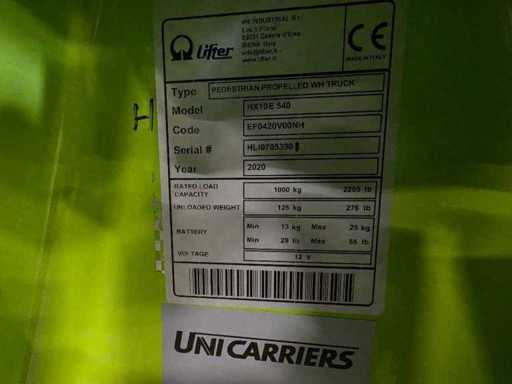 Lifter
CE
MADE IN ITALY
Type PEDESTRIAN PROPELLED WH TRUCK
Model HX10E 540
Code EF0420V00NH
Serial # HLI0705390
Year 2020
RATED LOAD CAPACITY 1000 kg 2205 lb
UNLOADED WEIGHT 125 kg 276 lb
BATTERY Min 13 kg Max 25 kg
Min 29 lb Max 55 lb
VOLTAGE 12 V
UNICARRIERS